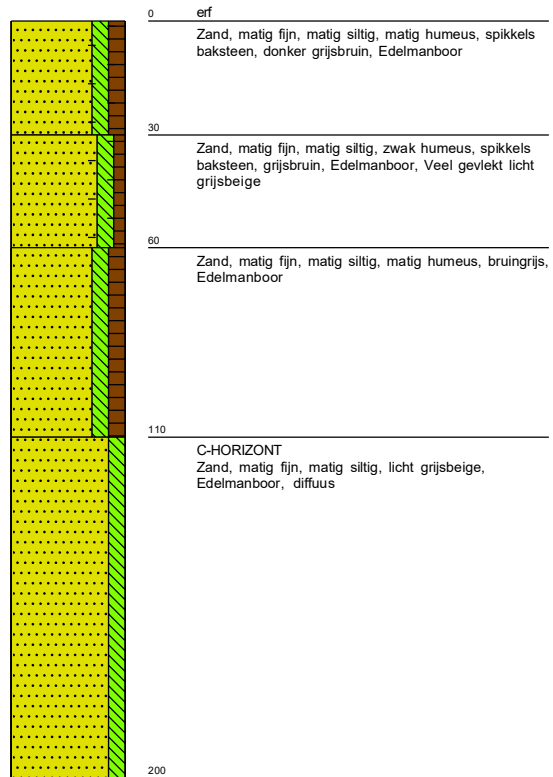 0 erf
Zand, matig fijn, matig siltig, matig humeus, spikkels
baksteen, donker grijsbruin, Edelmanboor
30
Zand, matig fijn, matig siltig, zwak humeus, spikkels
baksteen, grijsbruin, Edelmanboor, Veel gevlekt licht
grijsbeige
60
Zand, matig fijn, matig siltig, matig humeus, bruingrijs,
Edelmanboor
110
C-HORIZONT
Zand, matig fijn, matig siltig, licht grijsbeige,
Edelmanboor, diffuus
200